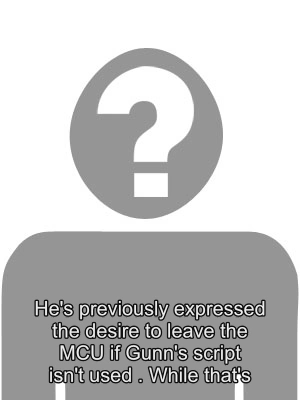 He's previously expressed
the desire to leave the
MCU if Gunn's script
isn't used . While that's